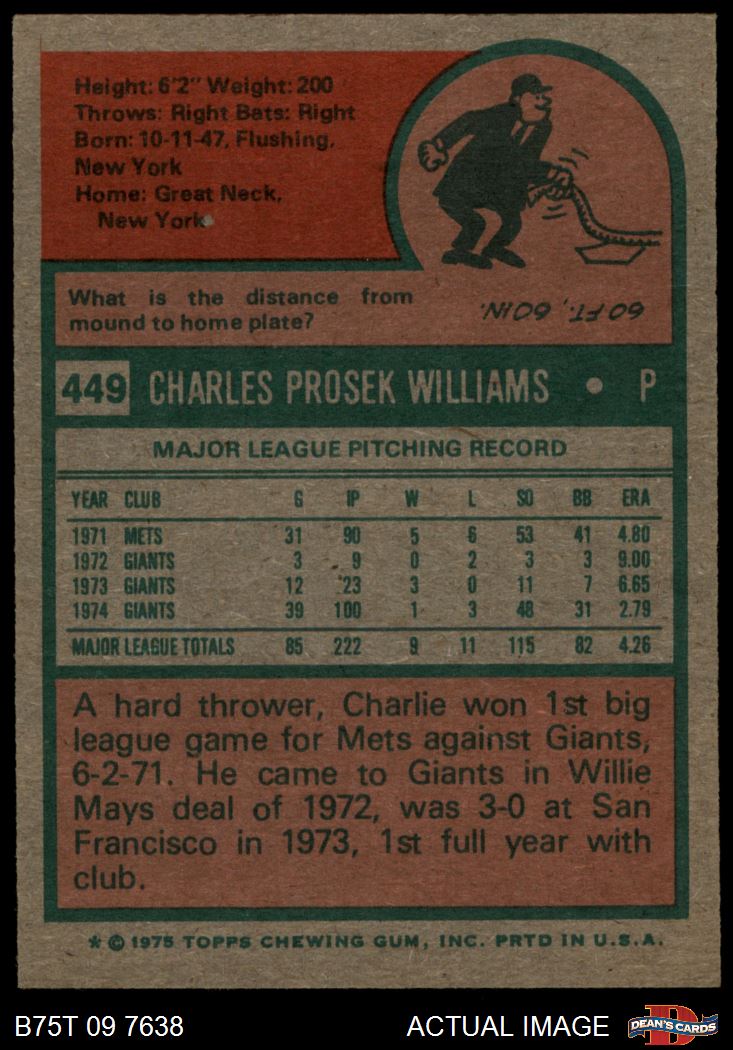 Height: 6'2" Weight: 200
Throws: Right Bats: Right
Born: 10-11-47, Flushing,
New York
Home: Great Neck,
New York
What is the distance from
mound to home plate?
60 FT., 60 IN.
449 CHARLES PROSEK WILLIAMS • P
MAJOR LEAGUE PITCHING RECORD
YEAR CLUB G IP W L SO BB ERA
1971 METS 31 90 5 6 53 41 4.80
1972 GIANTS 3 9 0 2 3 3 9.00
1973 GIANTS 12 23 3 0 11 7 6.65
1974 GIANTS 39 100 1 3 48 31 2.79
MAJOR LEAGUE TOTALS 85 222 9 11 115 82 4.26
A hard thrower, Charlie won 1st big
league game for Mets against Giants,
6-2-71. He came to Giants in Willie
Mays deal of 1972, was 3-0 at San
Francisco in 1973, 1st full year with
club.
* © 1975 TOPPS CHEWING GUM, INC. PRTD IN U.S.A.
B75T 09 7638 ACTUAL IMAGE D DEAN'S CARDS